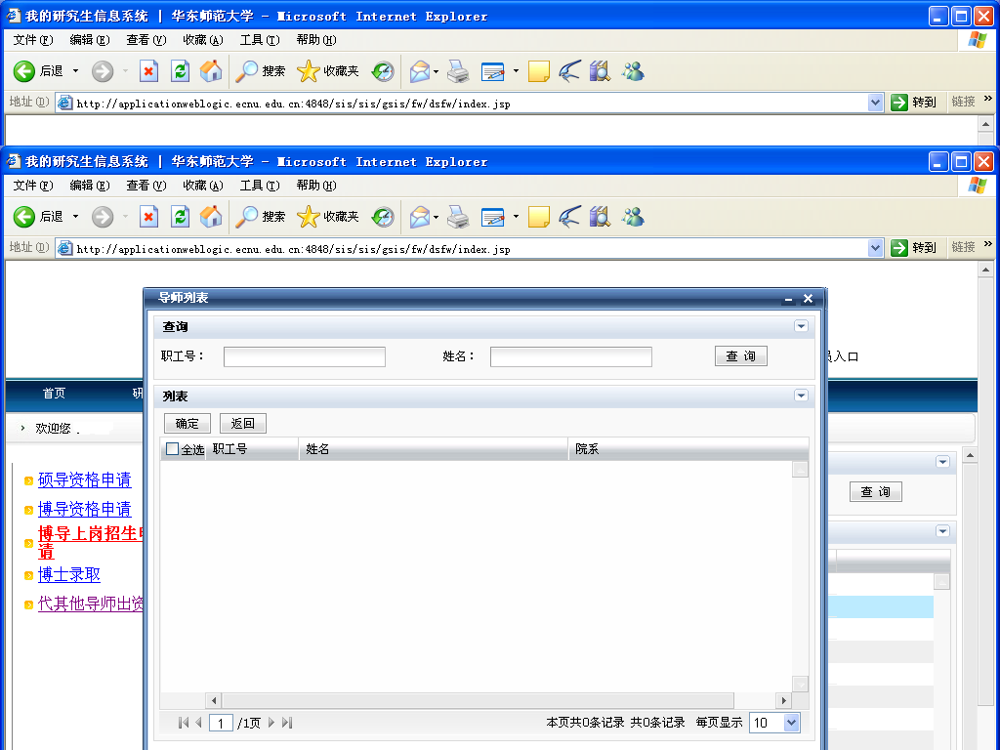 我的研究生信息系统 | 华东师范大学 - Microsoft Internet Explorer
文件(F) 编辑(E) 查看(V) 收藏(A) 工具(T) 帮助(H)
后退 搜索 收藏夹
地址(D) http://applicationweblogic.ecnu.edu.cn:4848/sis/sis/gsis/fw/dsfw/index.jsp 转到 链接 »
我的研究生信息系统 | 华东师范大学 - Microsoft Internet Explorer
文件(F) 编辑(E) 查看(V) 收藏(A) 工具(T) 帮助(H)
后退 搜索 收藏夹
地址(D) http://applicationweblogic.ecnu.edu.cn:4848/sis/sis/gsis/fw/dsfw/index.jsp 转到 链接 »
导师列表
查询
职工号： 姓名： 查 询
员入口
首页 研
列表
欢迎您
确定 返回
全选 职工号 姓名 院系
硕导资格申请
查 询
博导资格申请
博导上岗招生申
请
博士录取
代其他导师出资
1 /1页 本页共0条记录 共0条记录 每页显示 10